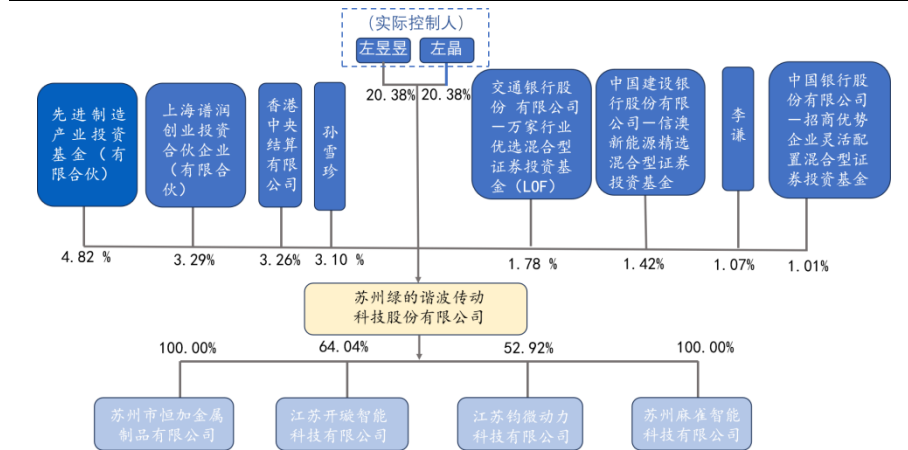 (实际控制人)
左昱昱
左晶
20.38%
20.38%
先进制造
产业投资
基金（有
限合伙）
上海谱润
创业投资
合伙企业
（有限合
伙）
香港
中央
结算
有限
公司
孙
雪
珍
交通银行股
份 有限公司
－万家行业
优选混合型
证券投资基
金（LOF）
中国建设银
行股份有限
公司－信澳
新能源精选
混合型证券
投资基金
李
谦
中国银行股
份有限公司
－招商优势
企业灵活配
置混合型证
券投资基金
4.82 %
3.29%
3.26%
3.10 %
1.78 %
1.42%
1.07%
1.01%
苏州绿的谐波传动
科技股份有限公司
100.00%
64.04%
52.92%
100.00%
苏州市恒加金属
制品有限公司
江苏开璇智能
科技有限公司
江苏钧微动力
科技有限公司
苏州麻雀智能
科技有限公司